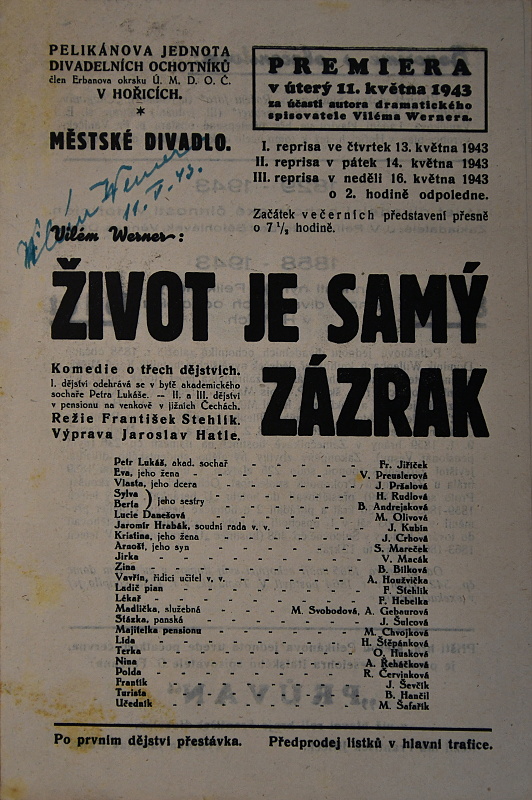 PELIKÁNOVA JEDNOTA
DIVADELNÍCH OCHOTNÍKŮ
člen Erbanova okrsku Ú. M. D. O. Č.
V HOŘICÍCH.
*
MĚSTSKÉ DIVADLO.
PREMIERA
v úterý 11. května 1943
za účasti autora dramatického
spisovatele Viléma Wernera.
I. reprisa ve čtvrtek 13. května 1943
II. reprisa v pátek 14. května 1943
III. reprisa v neděli 16. května 1943
o 2. hodině odpoledne.
Začátek večerních představení přesně
o 7 1/2 hodině.
Vilém Werner
11. V. 43.
Vilém Werner:
ŽIVOT JE SAMÝ
ZÁZRAK
Komedie o třech dějstvích.
I. dějství odehrává se v bytě akademického
sochaře Petra Lukáše. -- II. a III. dějství
v pensionu na venkově v jižních Čechách.
Režie František Stehlík.
Výprava Jaroslav Hatle.
Petr Lukáš, akad. sochař - - - - - Fr. Jiříček
Eva, jeho žena - - - - - V. Preuslerová
Vlasta, jeho dcera - - - - - J. Pršalová
Sylva ) jeho sestry - - - - - H. Rudlová
Berta ) - - - - - B. Andrejsková
Lucie Danešová - - - - - M. Olivová
Jaromír Hrabák, soudní rada v. v. - - - - J. Kubín
Kristina, jeho žena - - - - - J. Crhová
Arnošt, jeho syn - - - - - S. Mareček
Jirka - - - - - V. Macák
Zina - - - - - B. Bílková
Vavřín, řídící učitel v. v. - - - - - A. Houžvička
Ladič pian - - - - - F. Stehlík
Lékař - - - - - F. Hebelka
Madlička, služebná - - - M. Svobodová, A. Gebaurová
Stázka, panská - - - - - J. Šulcová
Majitelka pensionu - - - - - M. Chvojková
Lída - - - - - H. Štěpánková
Terka - - - - - O. Husková
Nina - - - - - A. Řeháčková
Polda - - - - - R. Červinková
Frantík - - - - - J. Ševčík
Turista - - - - - B. Hančil
Učedník - - - - - M. Šafařík
Po prvním dějství přestávka. Předprodej lístků v hlavní trafice.